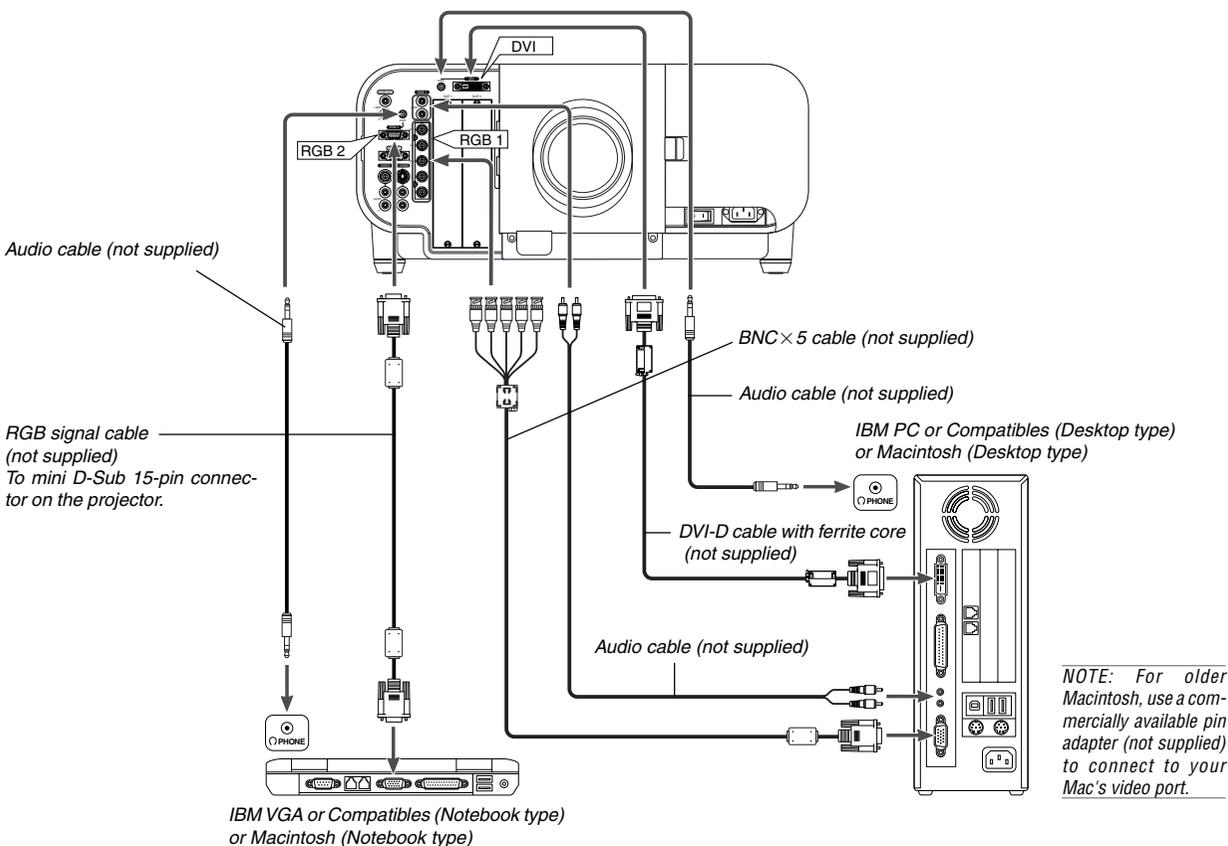 DVI
RGB 1
RGB 2
Audio cable (not supplied)
BNC×5 cable (not supplied)
Audio cable (not supplied)
RGB signal cable
(not supplied)
To mini D-Sub 15-pin connec-
tor on the projector.
IBM PC or Compatibles (Desktop type)
or Macintosh (Desktop type)
PHONE
DVI-D cable with ferrite core
(not supplied)
Audio cable (not supplied)
NOTE: For older
Macintosh, use a com-
mercially available pin
adapter (not supplied)
to connect to your
Mac's video port.
PHONE
IBM VGA or Compatibles (Notebook type)
or Macintosh (Notebook type)